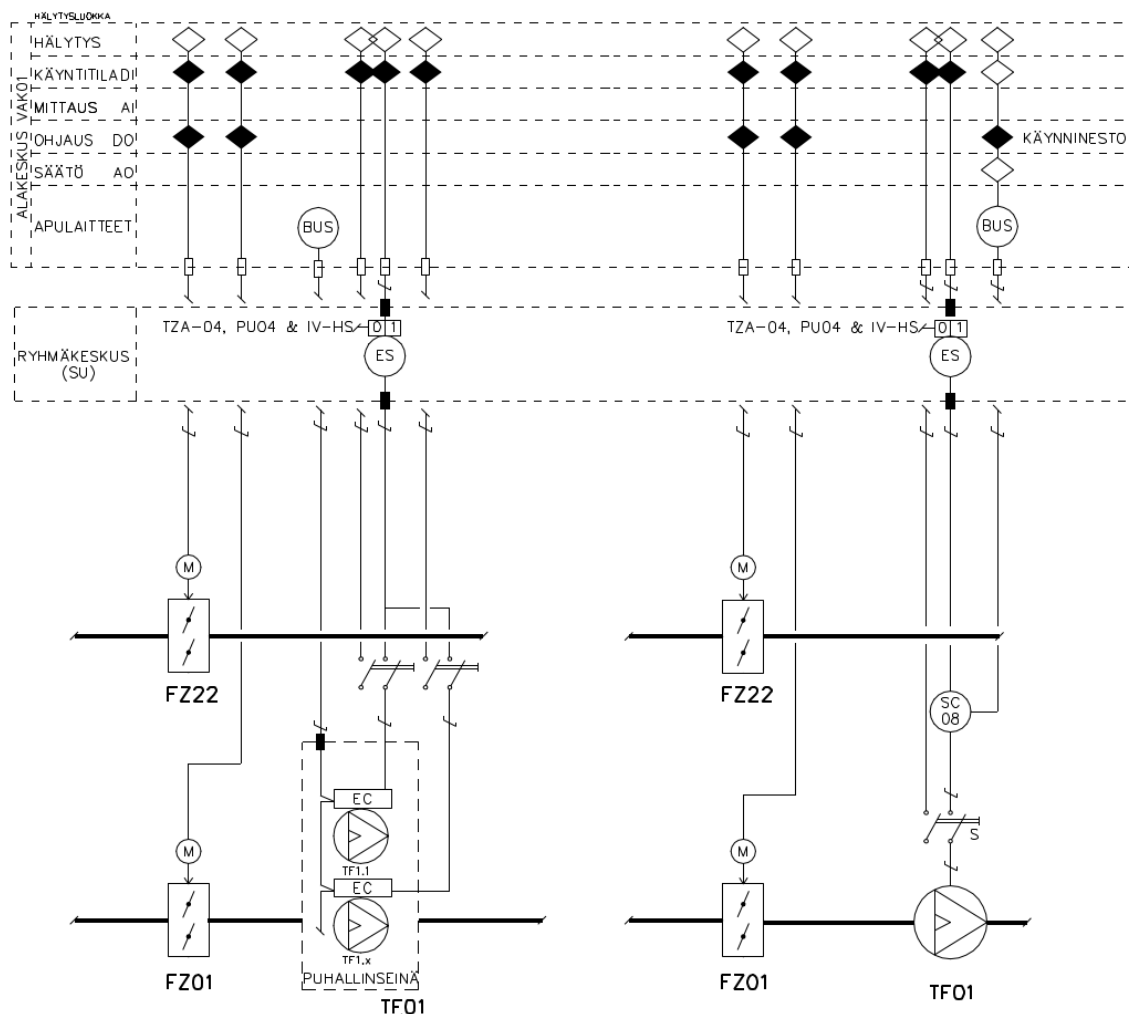 HÄLYTYSLUOKKA
HÄLYTYS
KÄYNTITILA DI
MITTAUS AI
OHJAUS DO
KÄYNNINESTO
SÄÄTÖ AO
APULAITTEET
ALAKESKUS VAK01
BUS
BUS
TZA-04, PU04 & IV-HS
0 1
TZA-04, PU04 & IV-HS
0 1
RYHMÄKESKUS
(SU)
ES
ES
M
M
FZ22
FZ22
SC
08
EC
S
M
M
TF1.1
EC
TF1.x
PUHALLINSEINÄ
FZ01
TF01
FZ01
TF01